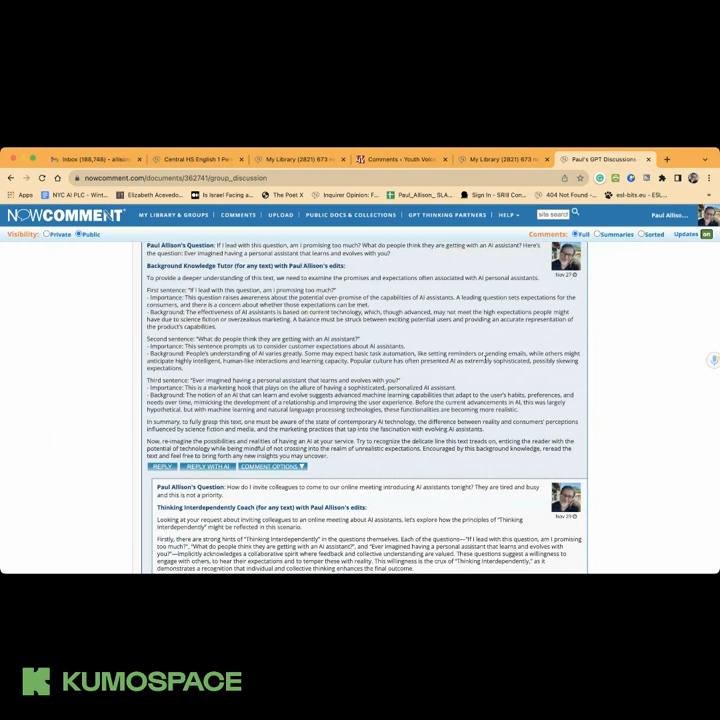 Inbox (188,748) - allisa
Central HS English 1 Pe
My Library (2821) 673 n
Comments ‹ Youth Voic
My Library (2821) 673 n
Paul's GPT Discussions
nowcomment.com/documents/362741/group_discussion
Apps
NYC AI PLC - Wint...
Elizabeth Acevedo...
Is Israel Facing a
The Poet X
Inquirer Opinion: F...
Paul_Allison_ SLA...
Sign In - SRIII Con...
404 Not Found -...
esl-bits.eu - ESL...
NOWCOMMENT
MY LIBRARY & GROUPS
COMMENTS
UPLOAD
PUBLIC DOCS & COLLECTIONS
GPT THINKING PARTNERS
HELP
site search
Paul Alliso...
Visibility: Private Public
Comments: Full Summaries Sorted
Updates on
Paul Allison's Question: If I lead with this question, am I promising too much? What do people think they are getting with an AI assistant? Here's
the question: Ever imagined having a personal assistant that learns and evolves with you?
Nov 27
Background Knowledge Tutor (for any text) with Paul Allison's edits:
To provide a deeper understanding of this text, we need to examine the promises and expectations often associated with AI personal assistants.
First sentence: "If I lead with this question, am I promising too much?"
- Importance: This question raises awareness about the potential over-promise of the capabilities of AI assistants. A leading question sets expectations for the
consumers, and there is a concern about whether those expectations can be met.
- Background: The effectiveness of AI assistants is based on current technology, which, though advanced, may not meet the high expectations people might
have due to science fiction or overzealous marketing. A balance must be struck between exciting potential users and providing an accurate representation of
the product's capabilities.
Second sentence: "What do people think they are getting with an AI assistant?"
- Importance: This sentence prompts us to consider customer expectations about AI assistants.
- Background: People's understanding of AI varies greatly. Some may expect basic task automation, like setting reminders or sending emails, while others might
anticipate highly intelligent, human-like interactions and learning capacity. Popular culture has often presented AI as extremely sophisticated, possibly skewing
expectations.
Third sentence: "Ever imagined having a personal assistant that learns and evolves with you?"
- Importance: This is a marketing hook that plays on the allure of having a sophisticated, personalized AI assistant.
- Background: The notion of an AI that can learn and evolve suggests advanced machine learning capabilities that adapt to the user's habits, preferences, and
needs over time, mimicking the development of a relationship and improving the user experience. Before the current advancements in AI, this was largely
hypothetical, but with machine learning and natural language processing technologies, these functionalities are becoming more realistic.
In summary, to fully grasp this text, one must be aware of the state of contemporary AI technology, the difference between reality and consumers' perceptions
influenced by science fiction and media, and the marketing practices that tap into the fascination with evolving AI assistants.
Now, re-imagine the possibilities and realities of having an AI at your service. Try to recognize the delicate line this text treads on, enticing the reader with the
potential of technology while being mindful of not crossing into the realm of unrealistic expectations. Encouraged by this background knowledge, reread the
text and feel free to bring forth any new insights you may uncover.
REPLY
REPLY WITH AI
COMMENT OPTIONS
Paul Allison's Question: How do I invite colleagues to come to our online meeting introducing AI assistants tonight? They are tired and busy
and this is not a priority.
Nov 29
Thinking Interdependently Coach (for any text) with Paul Allison's edits:
Looking at your request about inviting colleagues to an online meeting about AI assistants, let's explore how the principles of "Thinking
Interdependently" might be reflected in this scenario.
Firstly, there are strong hints of "Thinking Interdependently" in the questions themselves. Each of the questions—"If I lead with this question, am I promising
too much?", "What do people think they are getting with an AI assistant?", and "Ever imagined having a personal assistant that learns and evolves with
you?"—implicitly acknowledges a collaborative spirit where feedback and collective understanding are valued. These questions suggest a willingness to
engage with others, to hear their expectations and to temper these with reality. This willingness is the crux of "Thinking Interdependently," as it
demonstrates a recognition that individual and collective thinking enhances the final outcome.
KUMOSPACE